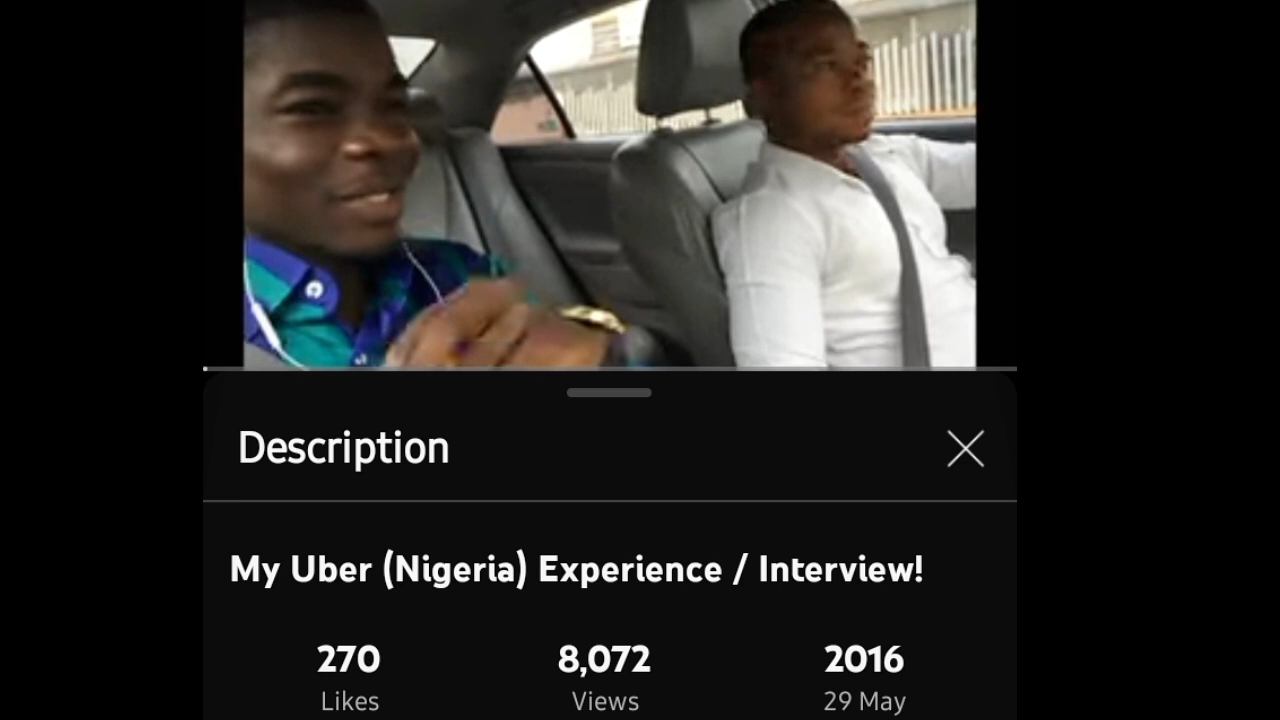 Description
My Uber (Nigeria) Experience / Interview!
270
8,072
2016
Likes
Views
29 May